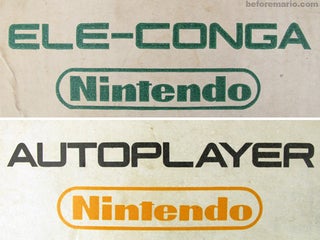 beforemario.com
ELE-CONGA
Nintendo
AUTOPLAYER
Nintendo